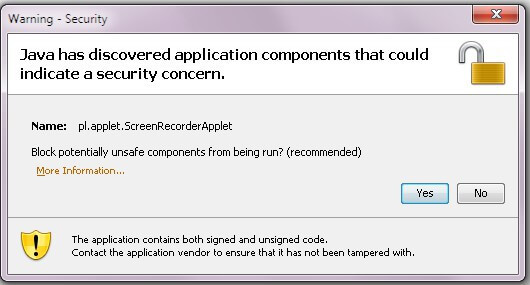 Warning - Security
Java has discovered application components that could
indicate a security concern.
Name: pl.applet.ScreenRecorderApplet
Block potentially unsafe components from being run? (recommended)
More Information...
Yes No
The application contains both signed and unsigned code.
Contact the application vendor to ensure that it has not been tampered with.